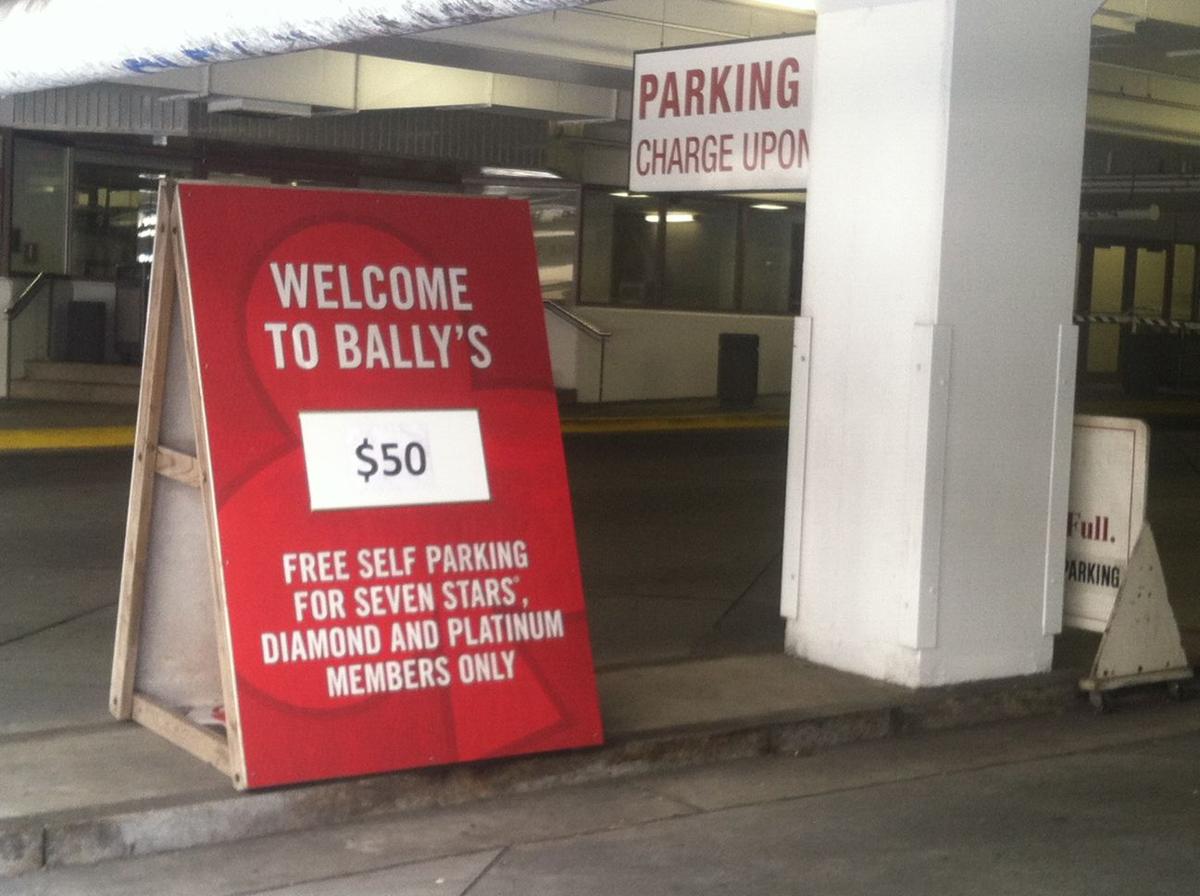 PARKING
CHARGE UPON
WELCOME
TO BALLY'S
$50
FREE SELF PARKING
FOR SEVEN STARS®,
DIAMOND AND PLATINUM
MEMBERS ONLY
Full.
PARKING